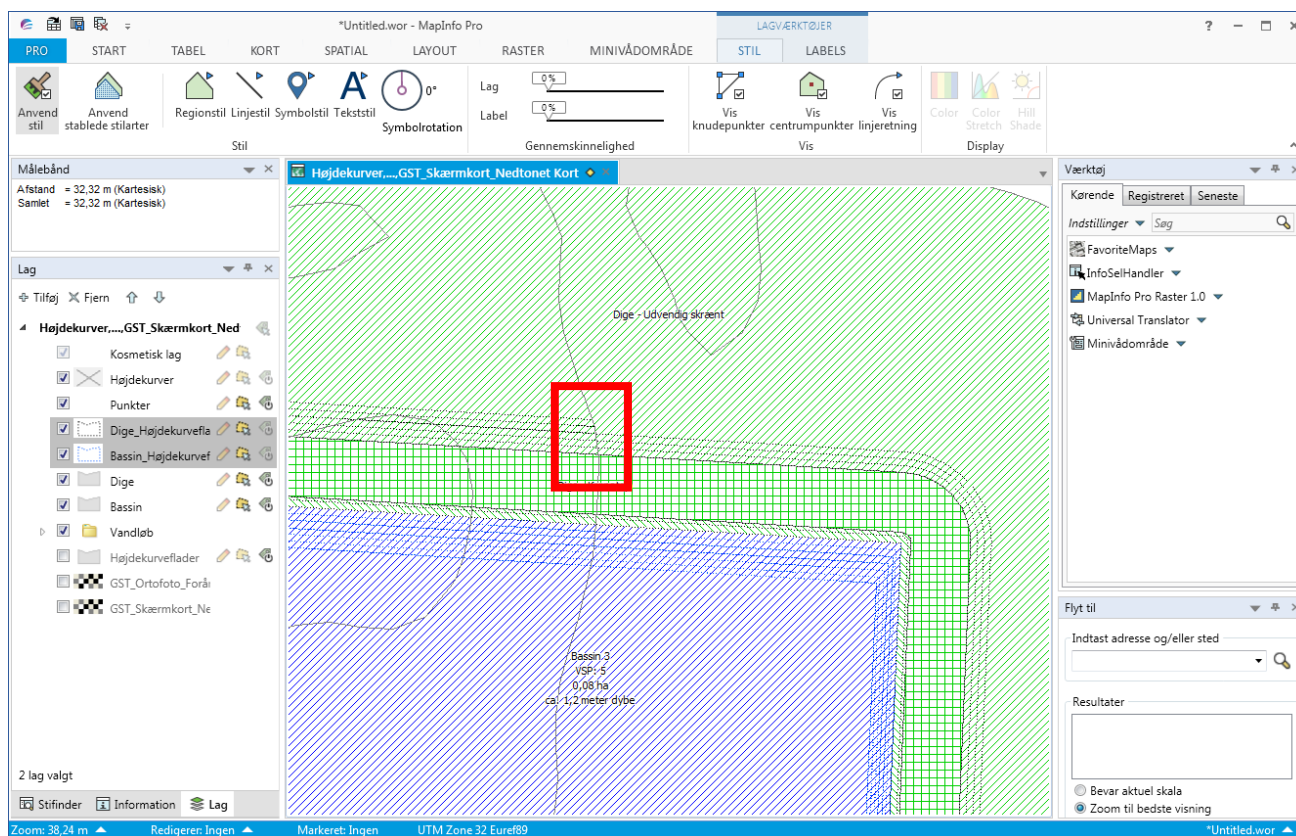 *Untitled.wor - MapInfo Pro
LAGVÆRKTØJER
PRO START TABEL KORT SPATIAL LAYOUT RASTER MINIVÅDOMRÅDE STIL LABELS
Anvend stil
Anvend stablede stilarter
Regionstil Linjestil Symbolstil Tekststil
Symbolrotation
0°
Stil
Lag 0%
Label 0%
Gennemskinnelighed
Vis knudepunkter
Vis centrumpunkter
Vis linjeretning
Vis
Color
Color Stretch
Hill Shade
Display
Målebånd
Afstand = 32,32 m (Kartesisk)
Samlet = 32,32 m (Kartesisk)
Lag
Tilføj Fjern
Højdekurver,...,GST_Skærmkort_Ned
Kosmetisk lag
Højdekurver
Punkter
Dige_Højdekurvefla
Bassin_Højdekurvef
Dige
Bassin
Vandløb
Højdekurveflader
GST_Ortofoto_Forår
GST_Skærmkort_Ne
2 lag valgt
Stifinder Information Lag
Højdekurver,...,GST_Skærmkort_Nedtonet Kort
Dige - Udvendig skrænt
Bassin 3
VSP: 5
0,08 ha
ca. 1,2 meter dybe
Værktøj
Kørende Registreret Seneste
Indstillinger Søg
FavoriteMaps
InfoSelHandler
MapInfo Pro Raster 1.0
Universal Translator
Minivådområde
Flyt til
Indtast adresse og/eller sted
Resultater
Bevar aktuel skala
Zoom til bedste visning
Zoom: 38,24 m Redigerer: Ingen Markeret: Ingen UTM Zone 32 Euref89 *Untitled.wor